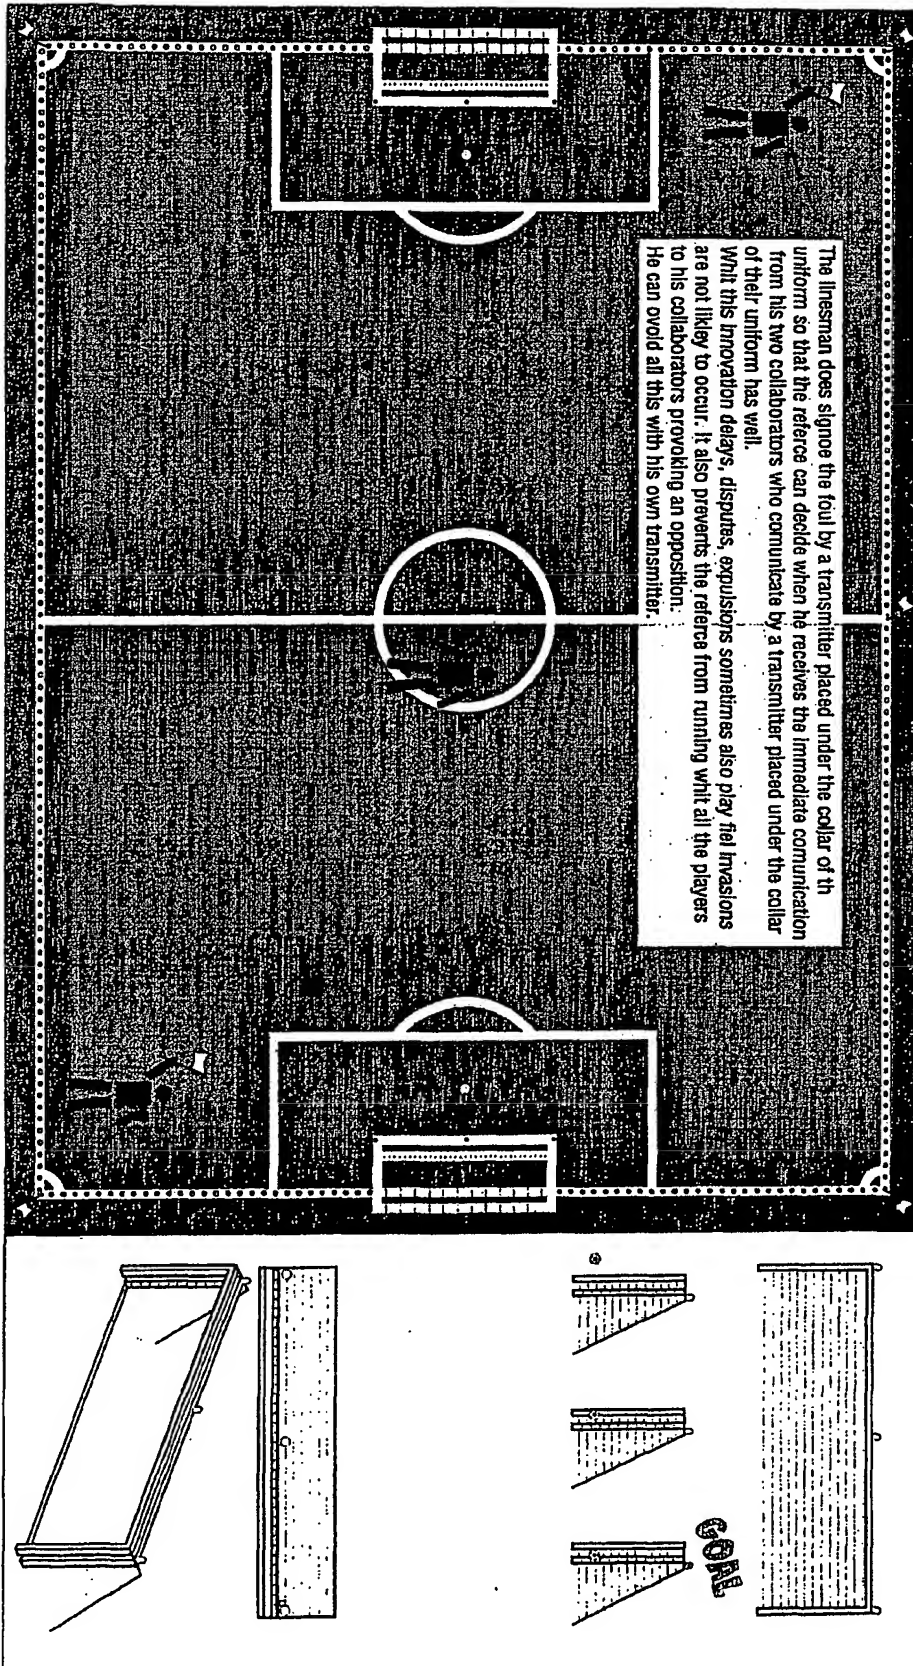 The linesman does signoe the foul by a transmitter placed under the collar of th
uniform so that the referce can decide when he receives the immediate comunication
from his two collaborators who comunicate by a transmitter placed under the collar
of their uniform has well.
Whit this innovation delays, disputes, expulsions sometimes also play fiel invasions
are not likley to occur. It also prevents the referce from running whit all the players
to his collaborators provoking an opposition.
He can ovoid all this with his own transmitter.
GOAL